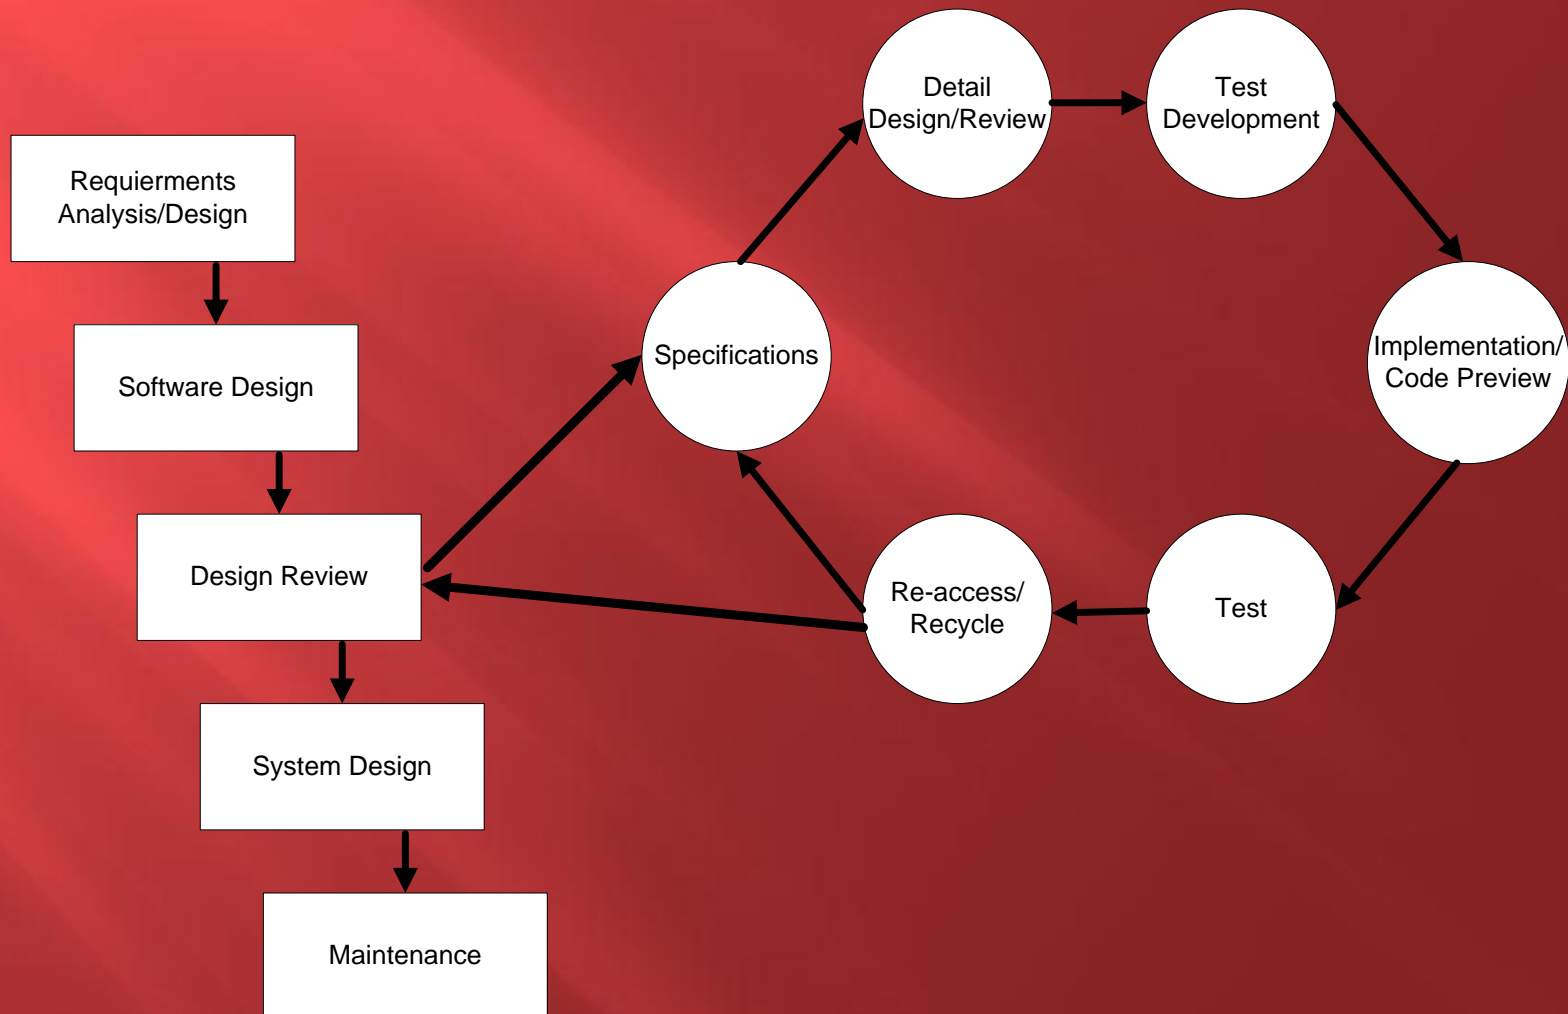 Requierments
Analysis/Design
Software Design
Design Review
System Design
Maintenance
Specifications
Detail
Design/Review
Test
Development
Implementation/
Code Preview
Test
Re-access/
Recycle